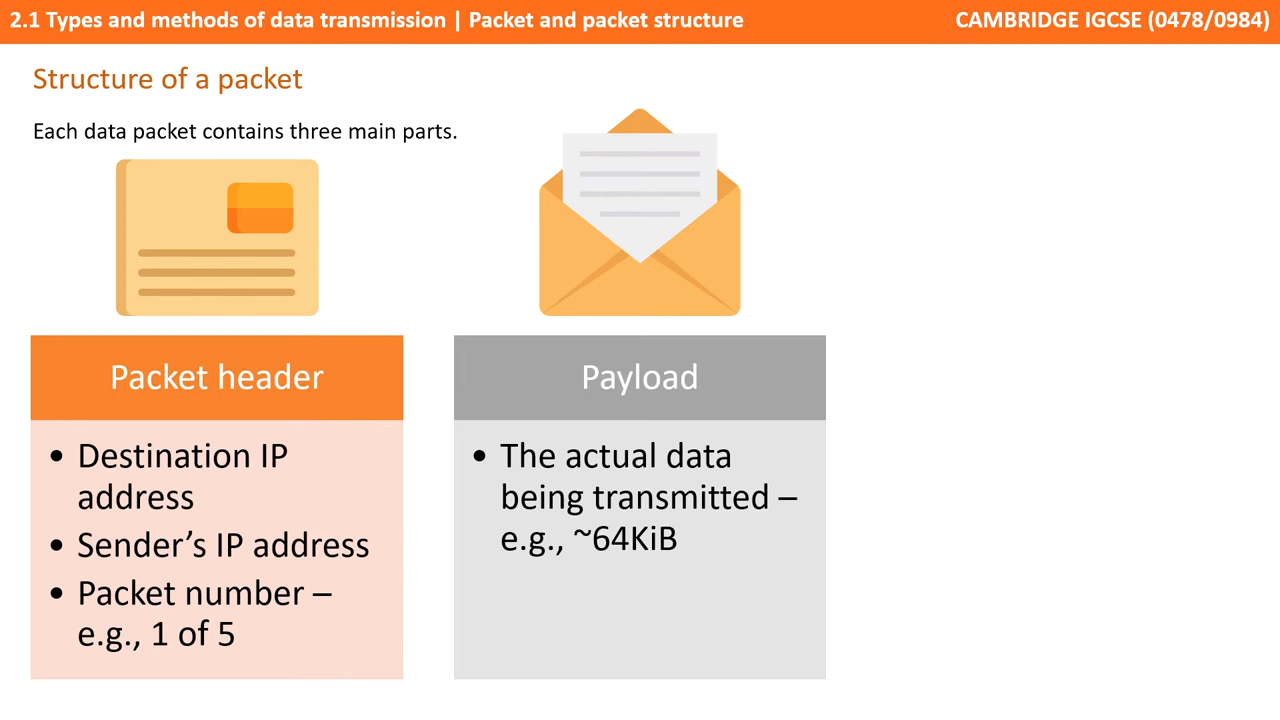 2.1 Types and methods of data transmission | Packet and packet structure
CAMBRIDGE IGCSE (0478/0984)
Structure of a packet
Each data packet contains three main parts.
Packet header
• Destination IP
address
• Sender’s IP address
• Packet number –
e.g., 1 of 5
Payload
• The actual data
being transmitted –
e.g., ~64KiB